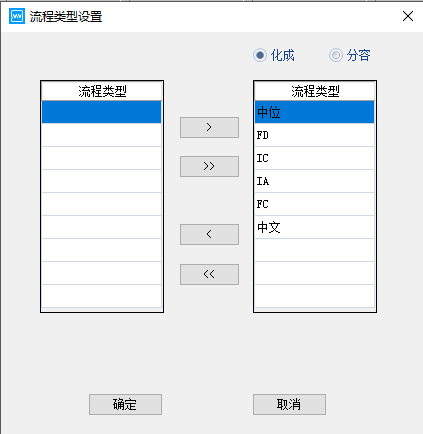 流程类型设置
化成 分容
流程类型 流程类型
中位
FD
IC
IA
FC
中文
>
>>
<
<<
确定 取消